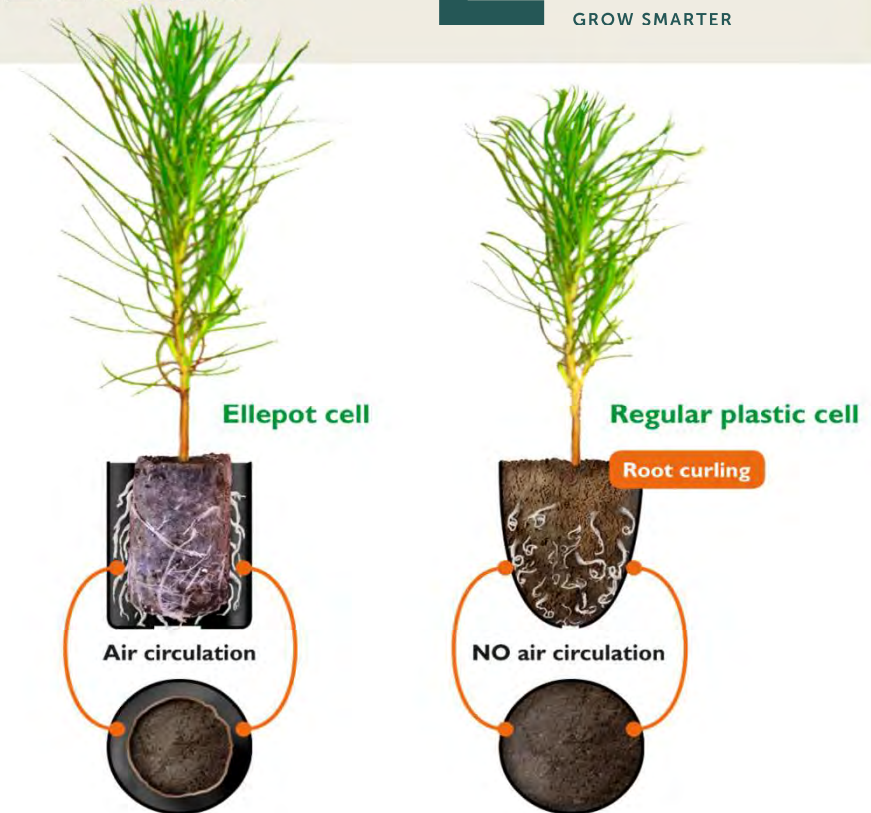 GROW SMARTER
Ellepot cell
Regular plastic cell
Root curling
Air circulation
NO air circulation